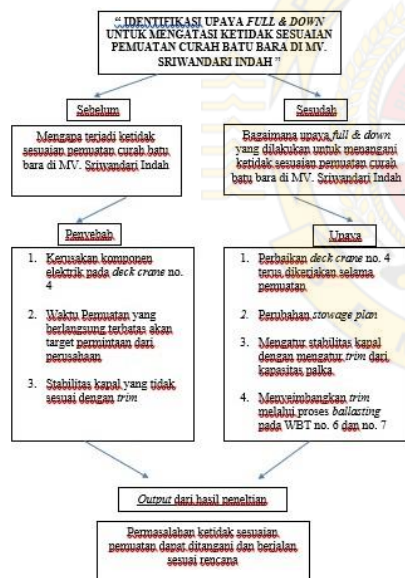 “ IDENTIFIKASI UPAYA FULL & DOWN
UNTUK MENGATASI KETIDAK SESUAIAN
PEMUATAN CURAH BATU BARA DI MV.
SRIWANDARI INDAH ”
Sebelum
Mengapa terjadi ketidak
sesuaian pemuatan curah batu
bara di MV. Sriwandari Indah
Sesudah
Bagaimana upaya full & down
yang dilakukan untuk menangani
ketidak sesuaian pemuatan curah
batu bara di MV. Sriwandari Indah
Penyebab
1. Kerusakan komponen
elektrik pada deck crane no.
4
2. Waktu Pemuatan yang
berlangsung terbatas akan
target permintaan dari
perusahaan
3. Stabilitas kapal yang tidak
sesuai dengan trim
Upaya
1. Perbaikan deck crane no. 4
terus dikerjakan selama
pemuatan
2. Perubahan stowage plan
3. Mengatur stabilitas kapal
dengan mengatur trim dari
kapasitas palka
4. Menyeimbangkan trim
melalui proses ballasting
pada WBT no. 6 dan no. 7
Output dari hasil peneltian
Permasalahan ketidak sesuaian
pemuatan dapat ditangani dan berjalan
sesuai rencana